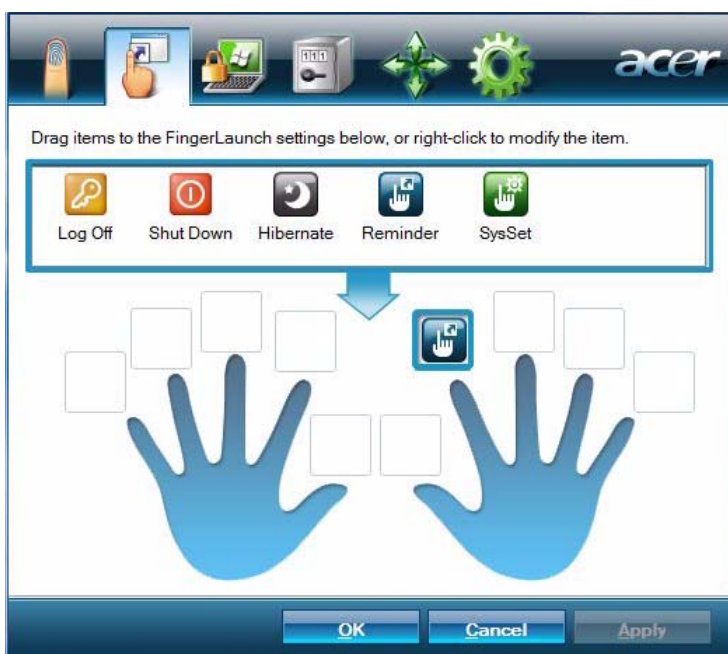 acer
Drag items to the FingerLaunch settings below, or right-click to modify the item.
Log Off Shut Down Hibernate Reminder SysSet
OK Cancel Apply